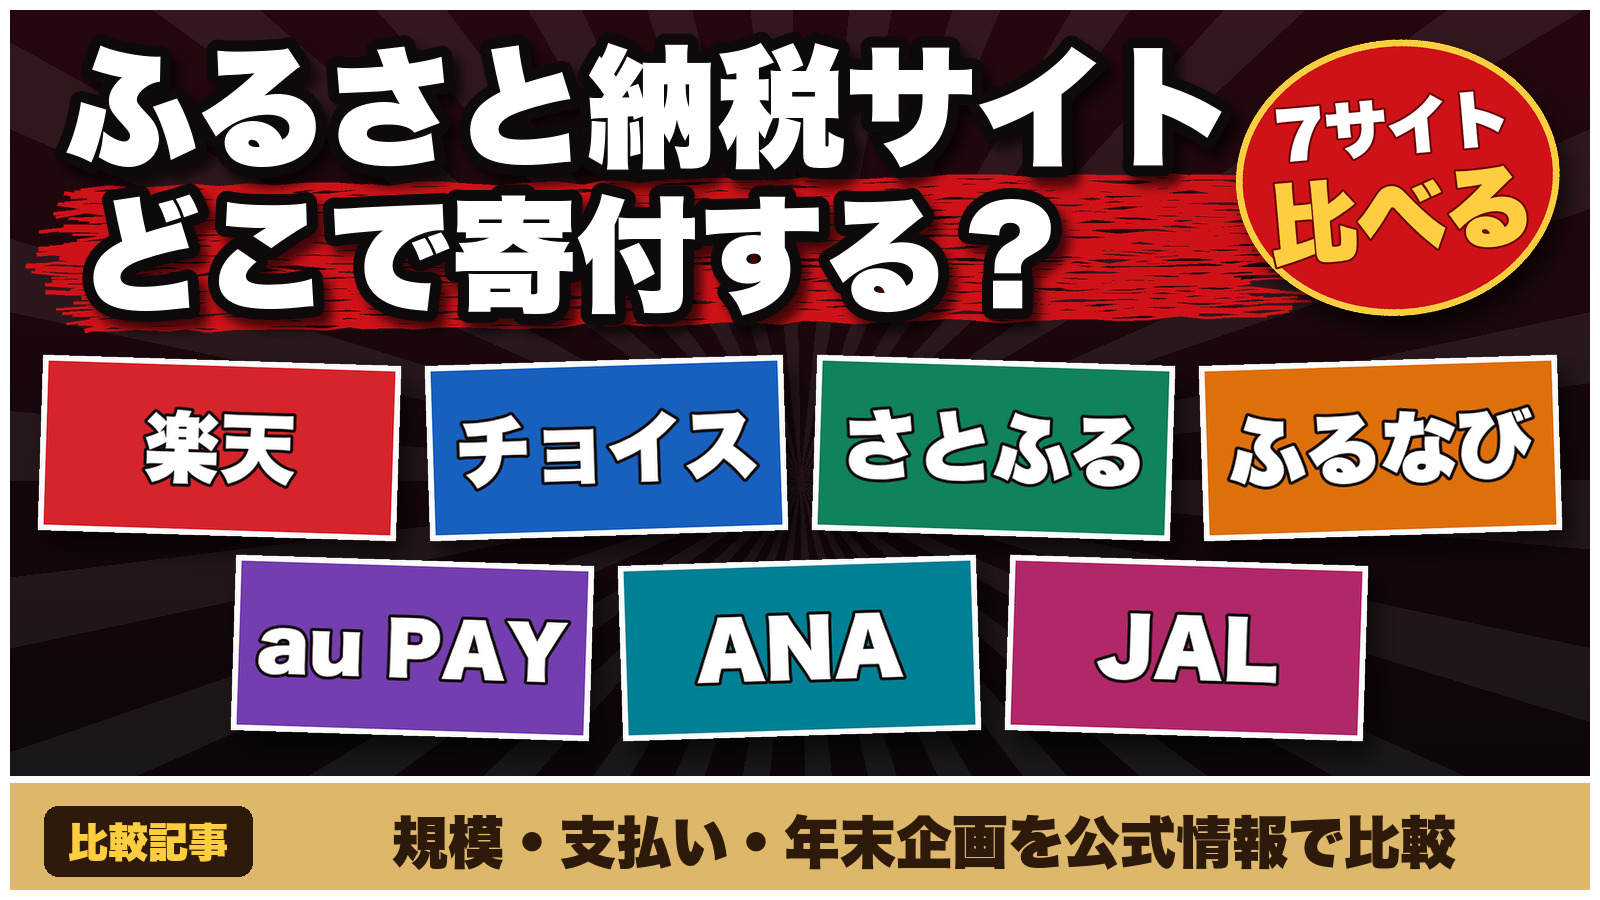 ふるさと納税サイト
どこで寄付する？
7サイト
比べる
楽天
チョイス
さとふる
ふるなび
au PAY
ANA
JAL
比較記事
規模・支払い・年末企画を公式情報で比較